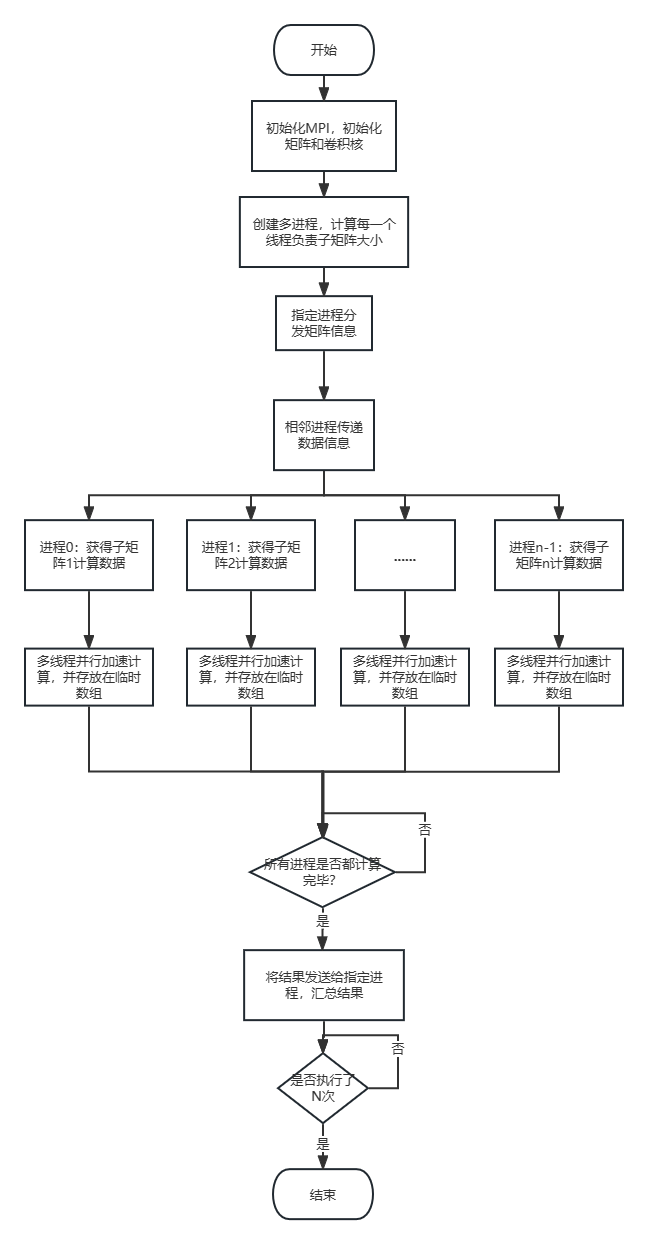 开始
初始化MPI，初始化
矩阵和卷积核
创建多进程，计算每一个
线程负责子矩阵大小
指定进程分
发矩阵信息
相邻进程传递
数据信息
进程0：获得子矩
阵1计算数据
进程1：获得子矩
阵2计算数据
......
进程n-1：获得子
矩阵n计算数据
多线程并行加速计
算，并存放在临时
数组
多线程并行加速计
算，并存放在临时
数组
多线程并行加速计
算，并存放在临时
数组
多线程并行加速计
算，并存放在临时
数组
否
所有进程是否都计算
完毕？
是
将结果发送给指定进
程，汇总结果
否
是否执行了
N次
是
结束